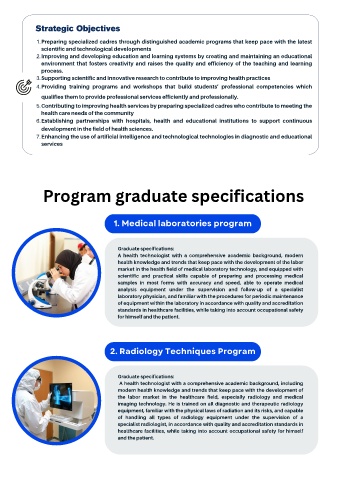 Strategic Objectives
1. Preparing specialized cadres through distinguished academic programs that keep pace with the latest
scientific and technological developments
2. Improving and developing education and learning systems by creating and maintaining an educational
environment that fosters creativity and raises the quality and efficiency of the teaching and learning
process.
3. Supporting scientific and innovative research to contribute to improving health practices
4. Providing training programs and workshops that build students' professional competencies which
qualifies them to provide professional services efficiently and professionally.
5. Contributing to improving health services by preparing specialized cadres who contribute to meeting the
health care needs of the community
6. Establishing partnerships with hospitals, health and educational institutions to support continuous
development in the field of health sciences.
7. Enhancing the use of artificial intelligence and technological technologies in diagnostic and educational
services
Program graduate specifications
1. Medical laboratories program
Graduate specifications:
A health technologist with a comprehensive academic background, modern
health knowledge and trends that keep pace with the development of the labor
market in the health field of medical laboratory technology, and equipped with
scientific and practical skills capable of preparing and processing medical
samples in most forms with accuracy and speed, able to operate medical
analysis equipment under the supervision and follow-up of a specialist
laboratory physician, and familiar with the procedures for periodic maintenance
of equipment within the laboratory in accordance with quality and accreditation
standards in healthcare facilities, while taking into account occupational safety
for himself and the patient.
2. Radiology Techniques Program
Graduate specifications:
A health technologist with a comprehensive academic background, including
modern health knowledge and trends that keep pace with the development of
the labor market in the healthcare field, especially radiology and medical
imaging technology. He is trained on all diagnostic and therapeutic radiology
equipment, familiar with the physical laws of radiation and its risks, and capable
of handling all types of radiology equipment under the supervision of a
specialist radiologist, in accordance with quality and accreditation standards in
healthcare facilities, while taking into account occupational safety for himself
and the patient.